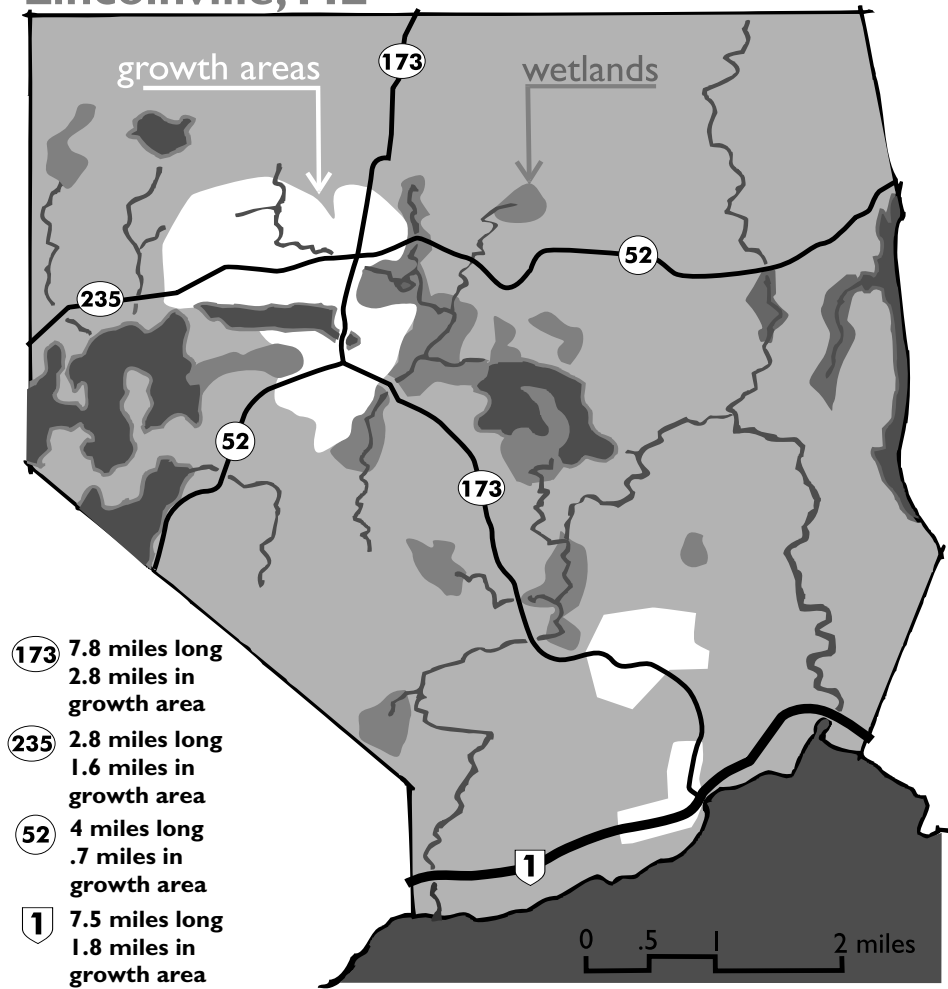 Lincolnville, ME
173
growth areas
wetlands
52
235
52
173
173 7.8 miles long
2.8 miles in
growth area
235 2.8 miles long
1.6 miles in
growth area
52 4 miles long
.7 miles in
growth area
1 7.5 miles long
1.8 miles in
growth area
1
0 .5 1 2 miles